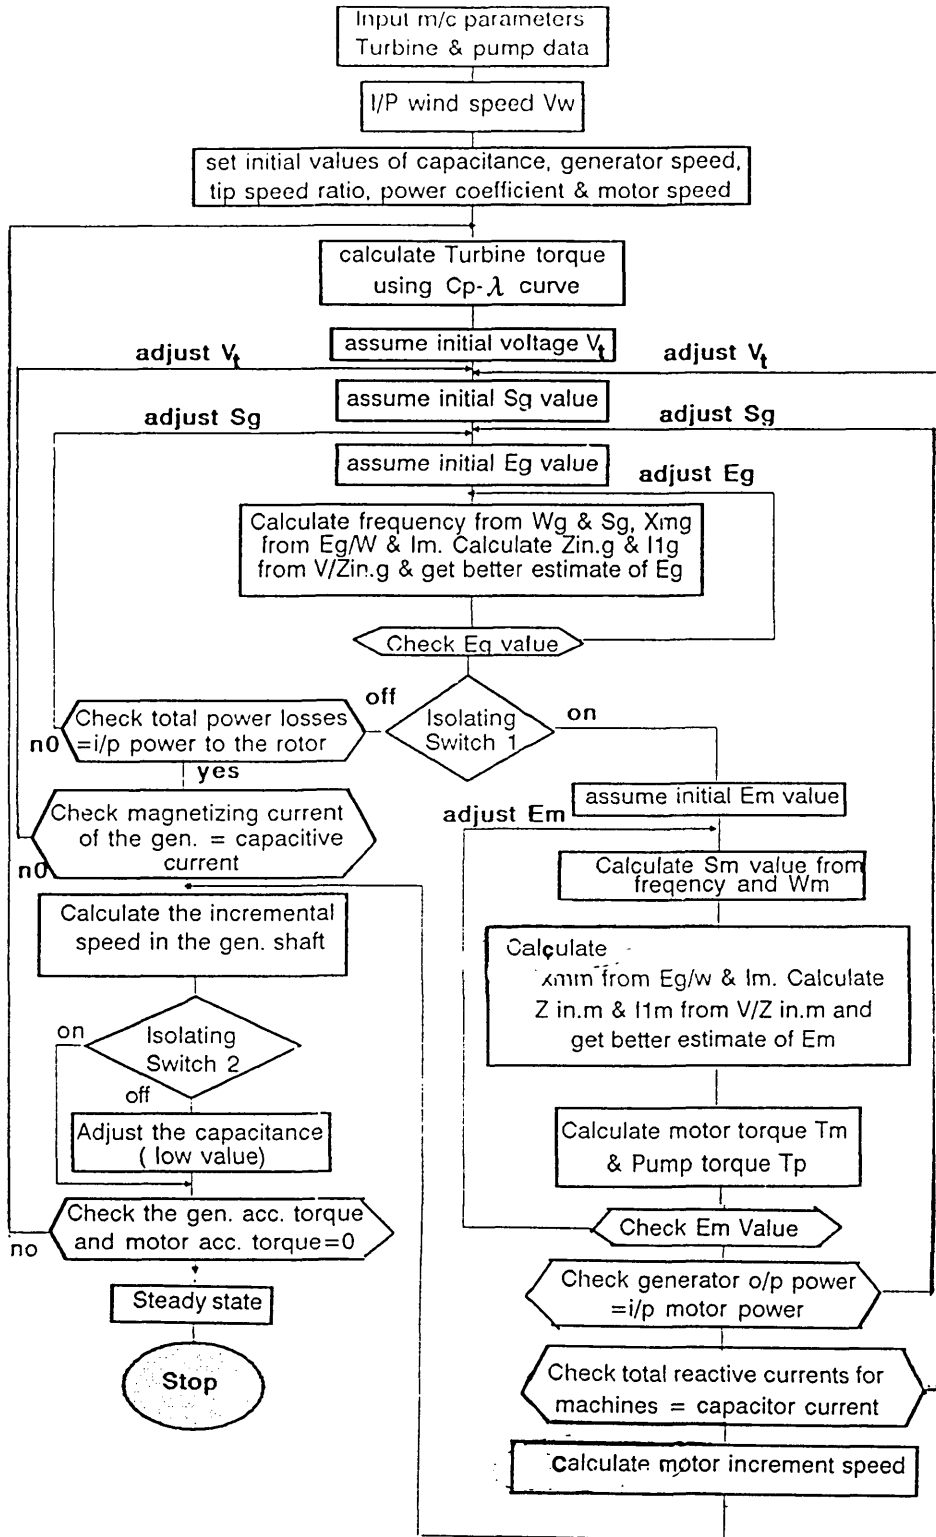 Input m/c parameters
Turbine & pump data
I/P wind speed Vw
set initial values of capacitance, generator speed,
tip speed ratio, power coefficient & motor speed
calculate Turbine torque
using Cp-λ curve
assume initial voltage Vt
adjust Vt
adjust Vt
assume initial Sg value
adjust Sg
adjust Sg
assume initial Eg value
adjust Eg
Calculate frequency from Wg & Sg, Xmg
from Eg/W & Im. Calculate Zin.g & I1g
from V/Zin.g & get better estimate of Eg
Check Eg value
off
Isolating
Switch 1
on
Check total power losses
=i/p power to the rotor
n0
yes
Check magnetizing current
of the gen. = capacitive
current
n0
Calculate the incremental
speed in the gen. shaft
on
Isolating
Switch 2
off
Adjust the capacitance
( low value)
Check the gen. acc. torque
and motor acc. torque=0
no
Steady state
Stop
assume initial Em value
adjust Em
Calculate Sm value from
freqency and Wm
Calculate
Xmm from Eg/w & Im. Calculate
Z in.m & I1m from V/Z in.m and
get better estimate of Em
Calculate motor torque Tm
& Pump torque Tp
Check Em Value
Check generator o/p power
=i/p motor power
Check total reactive currents for
machines = capacitor current
Calculate motor increment speed